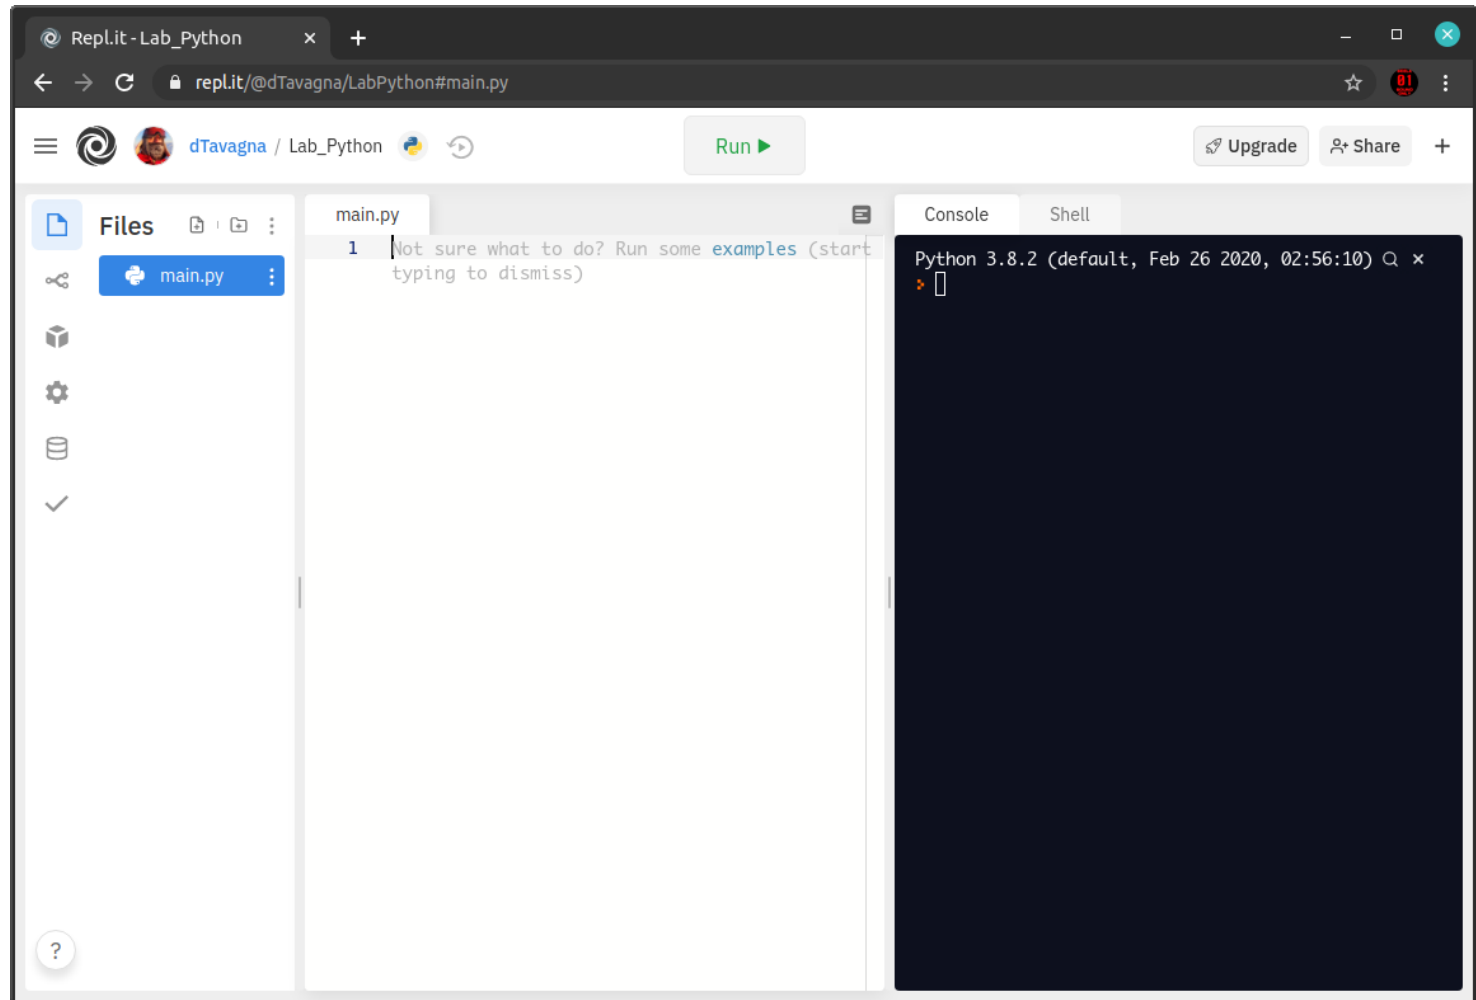 Repl.it - Lab_Python
repl.it/@dTavagna/LabPython#main.py
01
dTavagna / Lab_Python
Run
Upgrade
Share
Files
main.py
main.py
1 Not sure what to do? Run some examples (start
typing to dismiss)
Console
Shell
Python 3.8.2 (default, Feb 26 2020, 02:56:10)
?